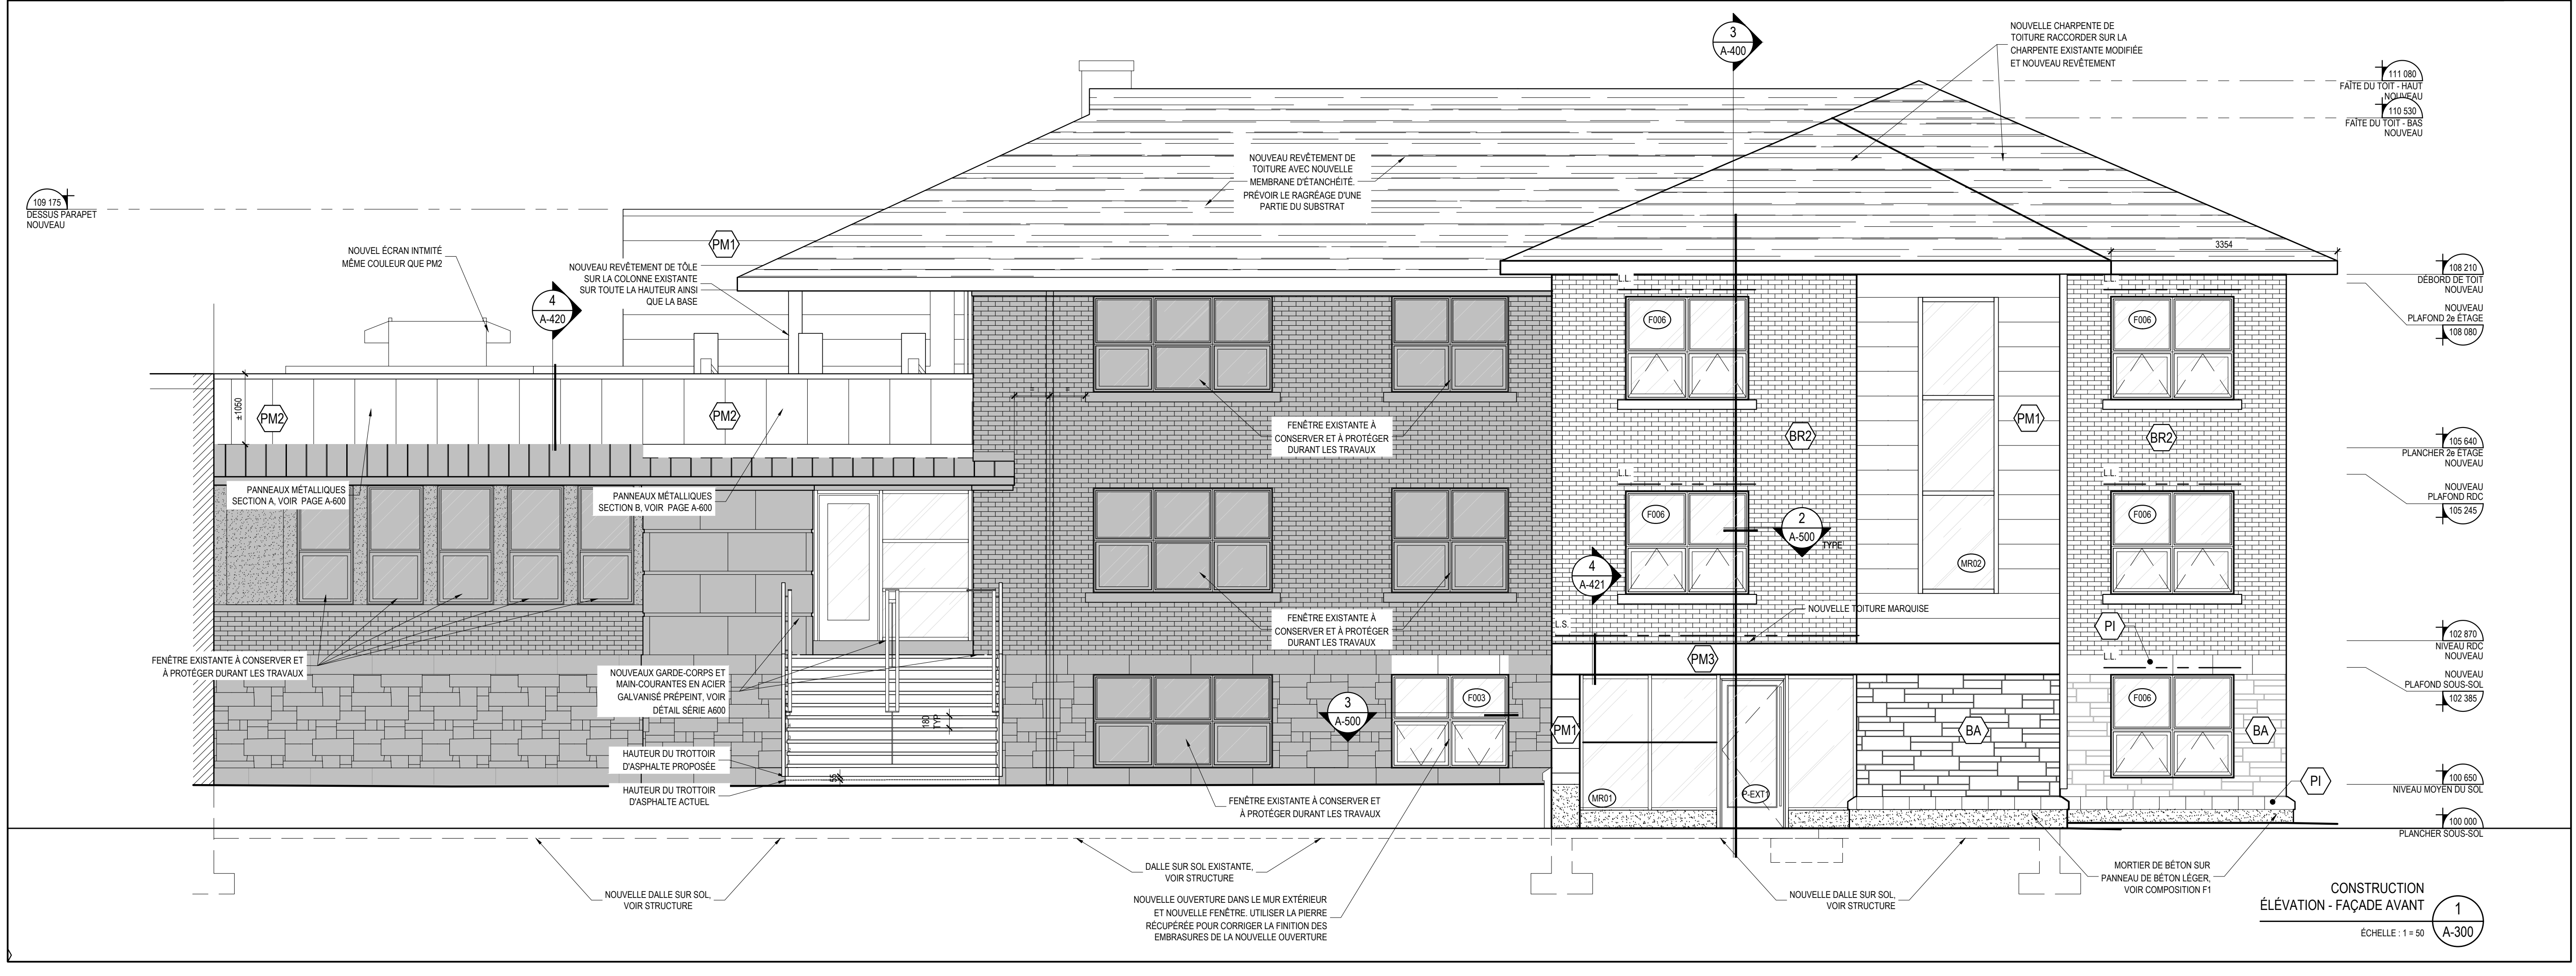 3
A-400
NOUVELLE CHARPENTE DE
TOITURE RACCORDER SUR LA
CHARPENTE EXISTANTE MODIFIÉE
ET NOUVEAU REVÊTEMENT
111 080
FAÎTE DU TOIT - HAUT
NOUVEAU
110 530
FAÎTE DU TOIT - BAS
NOUVEAU
NOUVEAU REVÊTEMENT DE
TOITURE AVEC NOUVELLE
MEMBRANE D'ÉTANCHÉITÉ.
PRÉVOIR LE RAGRÉAGE D'UNE
PARTIE DU SUBSTRAT
109 175
DESSUS PARAPET
NOUVEAU
NOUVEL ÉCRAN INTMITÉ
MÊME COULEUR QUE PM2
PM1
NOUVEAU REVÊTEMENT DE TÔLE
SUR LA COLONNE EXISTANTE
SUR TOUTE LA HAUTEUR AINSI
QUE LA BASE
4
A-420
3354
108 210
DÉBORD DE TOIT
NOUVEAU
NOUVEAU
PLAFOND 2e ÉTAGE
108 080
L.L.
L.L.
F006
F006
±1050
PM2
PM2
FENÊTRE EXISTANTE À
CONSERVER ET À PROTÉGER
DURANT LES TRAVAUX
BR2
PM1
BR2
105 640
PLANCHER 2e ÉTAGE
NOUVEAU
NOUVEAU
PLAFOND RDC
105 245
PANNEAUX MÉTALLIQUES
SECTION A, VOIR PAGE A-600
PANNEAUX MÉTALLIQUES
SECTION B, VOIR PAGE A-600
L.L.
L.L.
F006
F006
2
A-500
TYPE
4
A-421
MR02
NOUVELLE TOITURE MARQUISE
L.S.
FENÊTRE EXISTANTE À
CONSERVER ET À PROTÉGER
DURANT LES TRAVAUX
PI
102 870
NIVEAU RDC
NOUVEAU
NOUVEAU
PLAFOND SOUS-SOL
102 385
FENÊTRE EXISTANTE À CONSERVER ET
À PROTÉGER DURANT LES TRAVAUX
NOUVEAUX GARDE-CORPS ET
MAIN-COURANTES EN ACIER
GALVANISÉ PRÉPEINT, VOIR
DÉTAIL SÉRIE A600
PM3
L.L.
F003
F006
3
A-500
180
TYP
PM1
BA
BA
HAUTEUR DU TROTTOIR
D'ASPHALTE PROPOSÉE
HAUTEUR DU TROTTOIR
D'ASPHALTE ACTUEL
FENÊTRE EXISTANTE À CONSERVER ET
À PROTÉGER DURANT LES TRAVAUX
MR01
P-EXT1
PI
100 650
NIVEAU MOYEN DU SOL
100 000
PLANCHER SOUS-SOL
NOUVELLE DALLE SUR SOL,
VOIR STRUCTURE
DALLE SUR SOL EXISTANTE,
VOIR STRUCTURE
NOUVELLE OUVERTURE DANS LE MUR EXTÉRIEUR
ET NOUVELLE FENÊTRE. UTILISER LA PIERRE
RÉCUPÉRÉE POUR CORRIGER LA FINITION DES
EMBRASURES DE LA NOUVELLE OUVERTURE
NOUVELLE DALLE SUR SOL,
VOIR STRUCTURE
MORTIER DE BÉTON SUR
PANNEAU DE BÉTON LÉGER,
VOIR COMPOSITION F1
CONSTRUCTION
ÉLÉVATION - FAÇADE AVANT
ÉCHELLE : 1 = 50
1
A-300